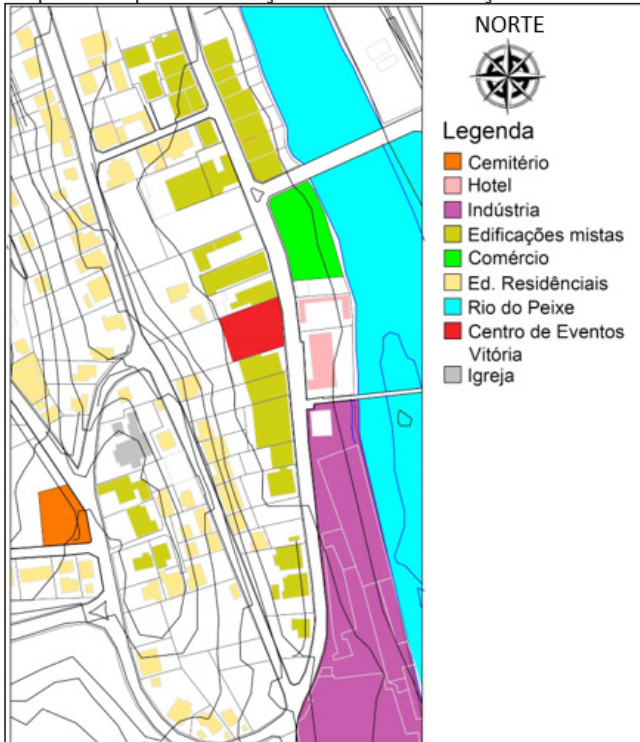 NORTE
Legenda
Cemitério
Hotel
Indústria
Edificações mistas
Comércio
Ed. Residênciais
Rio do Peixe
Centro de Eventos
Vitória
Igreja